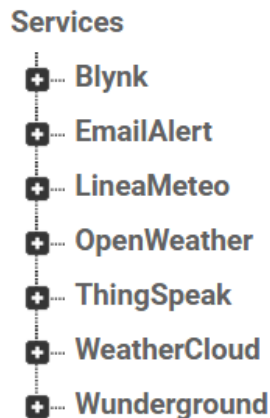 Services
Blynk
EmailAlert
LineaMeteo
OpenWeather
ThingSpeak
WeatherCloud
Wunderground